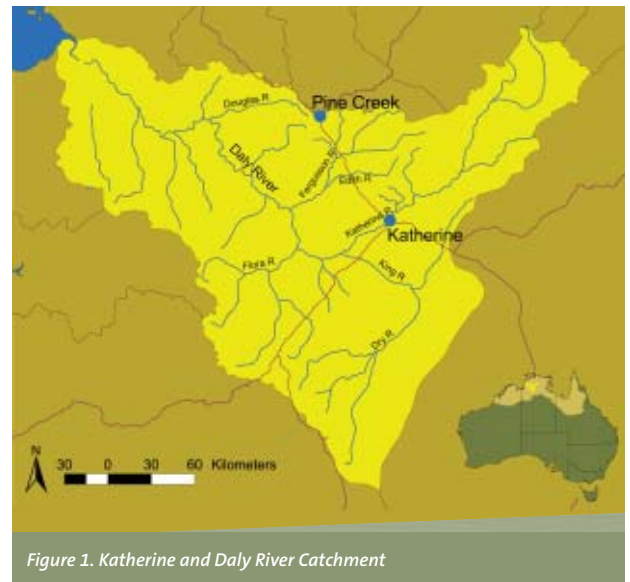 Douglas R
Pine Creek
Daly River
Fergusson R
Edith R
Katherine R
Katherine
Flora R
King R
Dry R
N
30 0 30 60 Kilometers
Figure 1. Katherine and Daly River Catchment